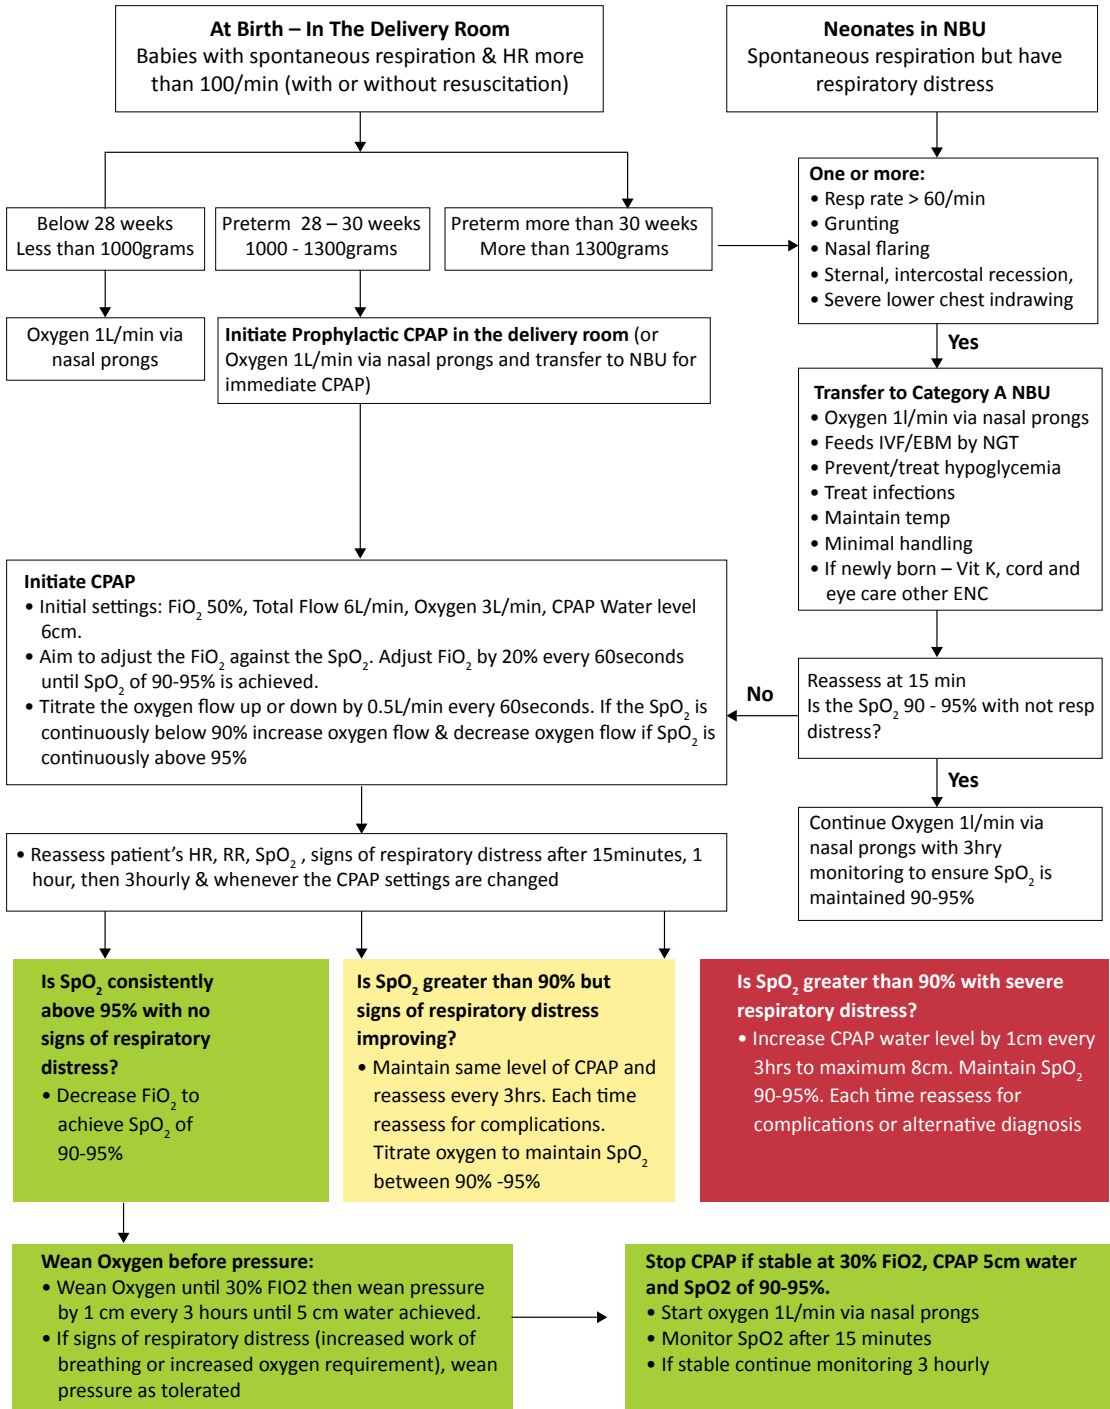 At Birth – In The Delivery Room
Babies with spontaneous respiration & HR more
than 100/min (with or without resuscitation)
Neonates in NBU
Spontaneous respiration but have
respiratory distress
Below 28 weeks
Less than 1000grams
Preterm 28 – 30 weeks
1000 - 1300grams
Preterm more than 30 weeks
More than 1300grams
One or more:
• Resp rate > 60/min
• Grunting
• Nasal flaring
• Sternal, intercostal recession,
• Severe lower chest indrawing
Oxygen 1L/min via
nasal prongs
Initiate Prophylactic CPAP in the delivery room (or
Oxygen 1L/min via nasal prongs and transfer to NBU for
immediate CPAP)
Yes
Transfer to Category A NBU
• Oxygen 1l/min via nasal prongs
• Feeds IVF/EBM by NGT
• Prevent/treat hypoglycemia
• Treat infections
• Maintain temp
• Minimal handling
• If newly born – Vit K, cord and
eye care other ENC
Initiate CPAP
• Initial settings: FiO2 50%, Total Flow 6L/min, Oxygen 3L/min, CPAP Water level
6cm.
• Aim to adjust the FiO2 against the SpO2. Adjust FiO2 by 20% every 60seconds
until SpO2 of 90-95% is achieved.
• Titrate the oxygen flow up or down by 0.5L/min every 60seconds. If the SpO2 is
continuously below 90% increase oxygen flow & decrease oxygen flow if SpO2 is
continuously above 95%
No
Reassess at 15 min
Is the SpO2 90 - 95% with not resp
distress?
Yes
Continue Oxygen 1l/min via
nasal prongs with 3hry
monitoring to ensure SpO2 is
maintained 90-95%
• Reassess patient's HR, RR, SpO2 , signs of respiratory distress after 15minutes, 1
hour, then 3hourly & whenever the CPAP settings are changed
Is SpO2 consistently
above 95% with no
signs of respiratory
distress?
• Decrease FiO2 to
achieve SpO2 of
90-95%
Is SpO2 greater than 90% but
signs of respiratory distress
improving?
• Maintain same level of CPAP and
reassess every 3hrs. Each time
reassess for complications.
Titrate oxygen to maintain SpO2
between 90% -95%
Is SpO2 greater than 90% with severe
respiratory distress?
• Increase CPAP water level by 1cm every
3hrs to maximum 8cm. Maintain SpO2
90-95%. Each time reassess for
complications or alternative diagnosis
Wean Oxygen before pressure:
• Wean Oxygen until 30% FIO2 then wean pressure
by 1 cm every 3 hours until 5 cm water achieved.
• If signs of respiratory distress (increased work of
breathing or increased oxygen requirement), wean
pressure as tolerated
Stop CPAP if stable at 30% FiO2, CPAP 5cm water
and SpO2 of 90-95%.
• Start oxygen 1L/min via nasal prongs
• Monitor SpO2 after 15 minutes
• If stable continue monitoring 3 hourly